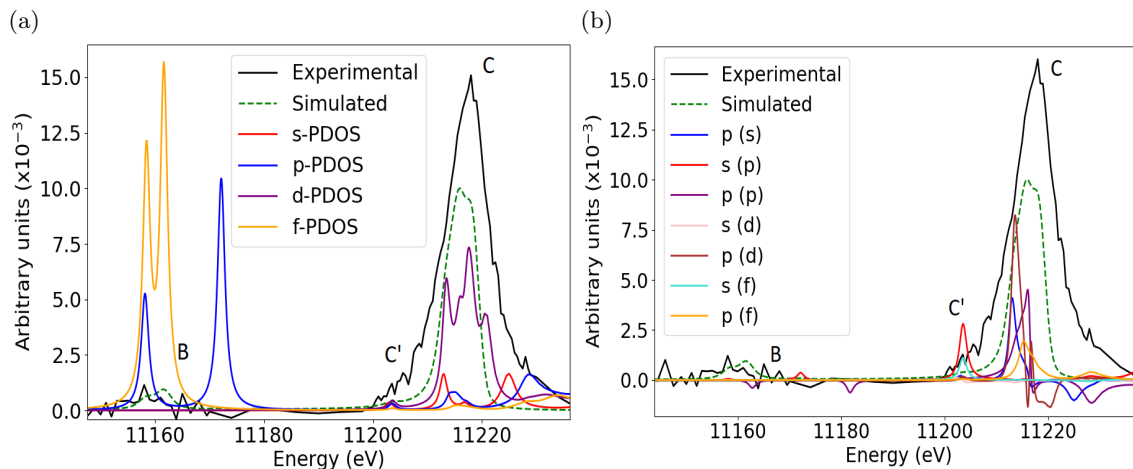 (a)
Arbitrary units (x10⁻³)
15.0
12.5
10.0
7.5
5.0
2.5
0.0
Experimental
Simulated
s-PDOS
p-PDOS
d-PDOS
f-PDOS
B
C'
C
11160
11180
11200
11220
Energy (eV)
(b)
Arbitrary units (x10⁻³)
15.0
12.5
10.0
7.5
5.0
2.5
0.0
Experimental
Simulated
p (s)
s (p)
p (p)
s (d)
p (d)
s (f)
p (f)
B
C'
C
11160
11180
11200
11220
Energy (eV)